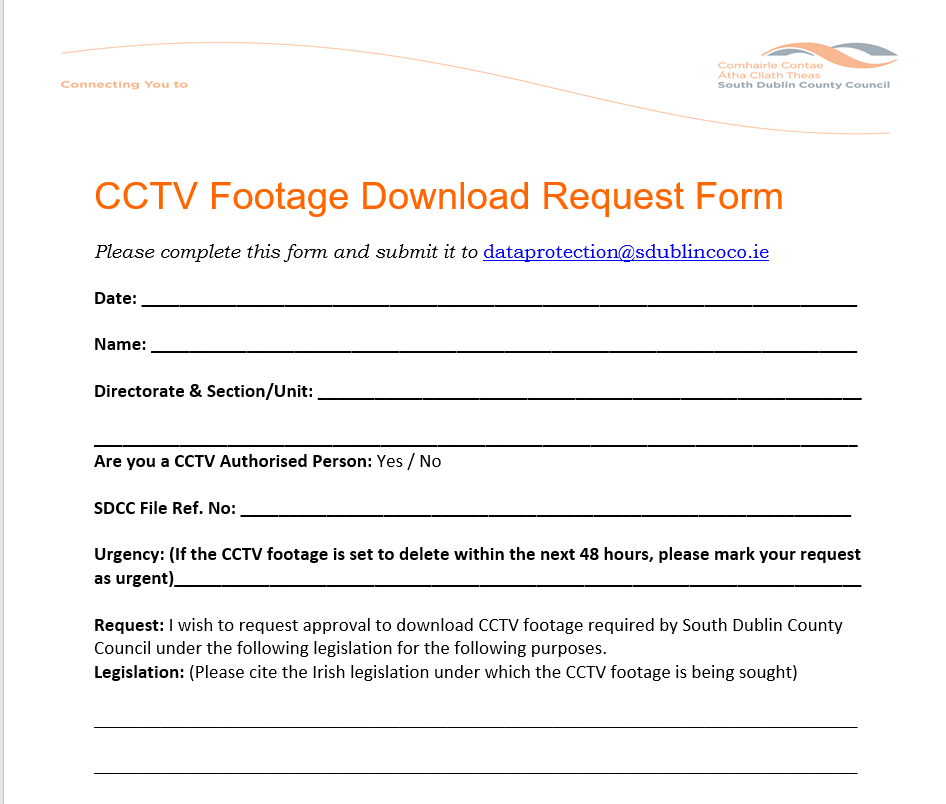 Connecting You to
Comhairle Contae
Átha Cliath Theas
South Dublin County Council
CCTV Footage Download Request Form
Please complete this form and submit it to dataprotection@sdublincoco.ie
Date:
Name:
Directorate & Section/Unit:
Are you a CCTV Authorised Person: Yes / No
SDCC File Ref. No:
Urgency: (If the CCTV footage is set to delete within the next 48 hours, please mark your request
as urgent)
Request: I wish to request approval to download CCTV footage required by South Dublin County
Council under the following legislation for the following purposes.
Legislation: (Please cite the Irish legislation under which the CCTV footage is being sought)